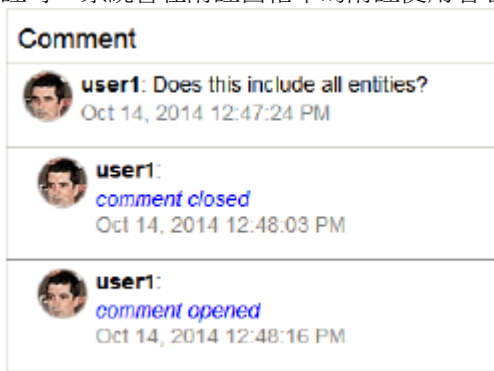 Comment
user1: Does this include all entities?
Oct 14, 2014 12:47:24 PM
user1:
comment closed
Oct 14, 2014 12:48:03 PM
user1:
comment opened
Oct 14, 2014 12:48:16 PM